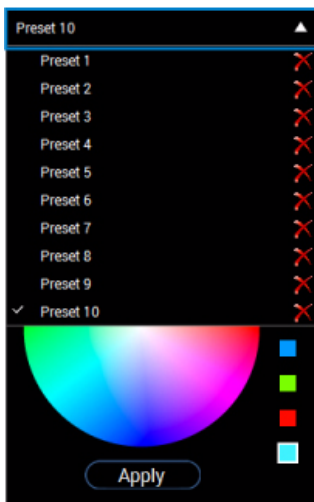 Preset 10
Preset 1
Preset 2
Preset 3
Preset 4
Preset 5
Preset 6
Preset 7
Preset 8
Preset 9
Preset 10
Apply